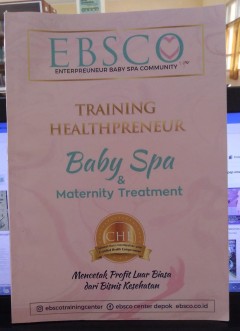 EBSCO
ENTERPRENEUR BABY SPA COMMUNITY
TRAINING
HEALTHPRENEUR
Baby Spa
&
Maternity Treatment
CHE
Mencetak Profit Luar Biasa
dari Bisnis Kesehatan
ebscotrainingcenter ebsco center depok ebsco.co.id